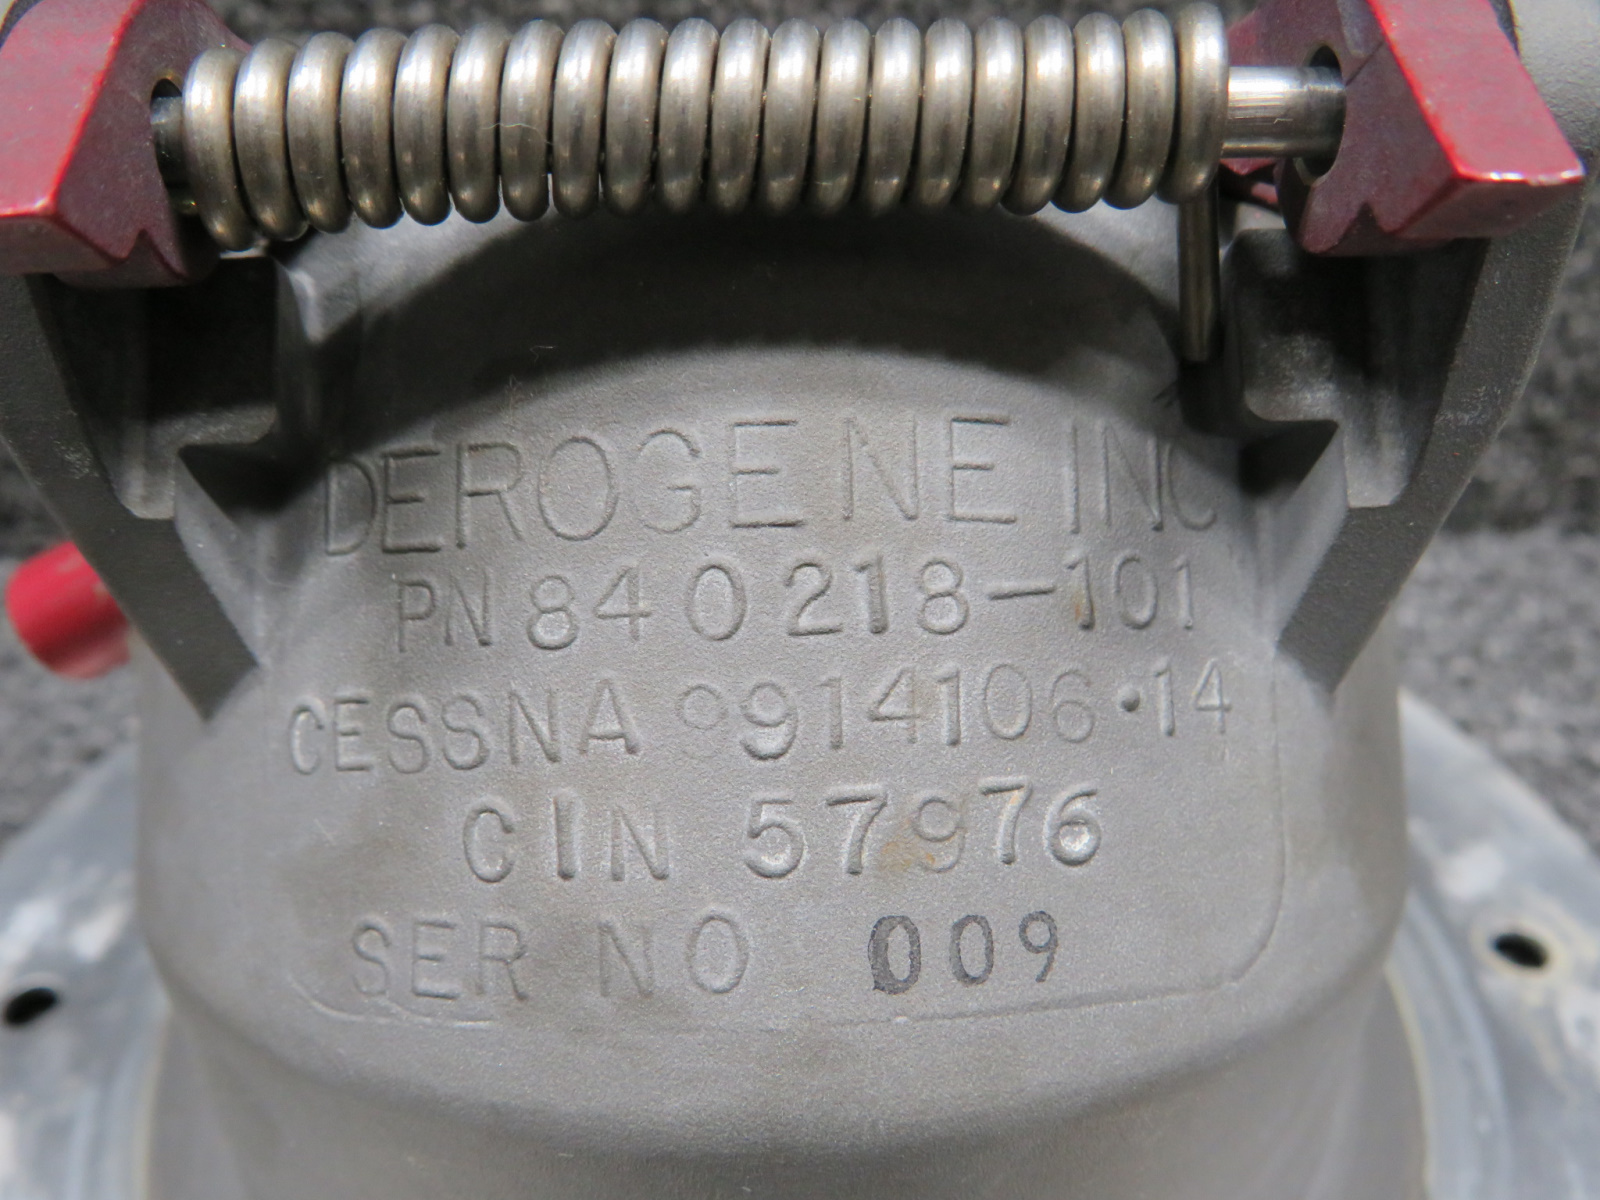 DEROGENE INC
PN 840218-101
CESSNA 9914106·14
CIN 57976
SER NO 009